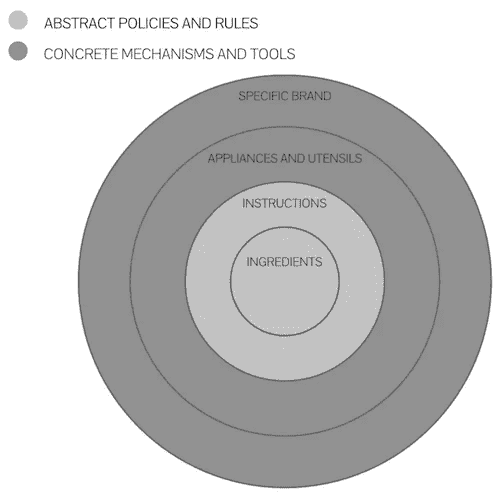 ABSTRACT POLICIES AND RULES
CONCRETE MECHANISMS AND TOOLS
SPECIFIC BRAND
APPLIANCES AND UTENSILS
INSTRUCTIONS
INGREDIENTS